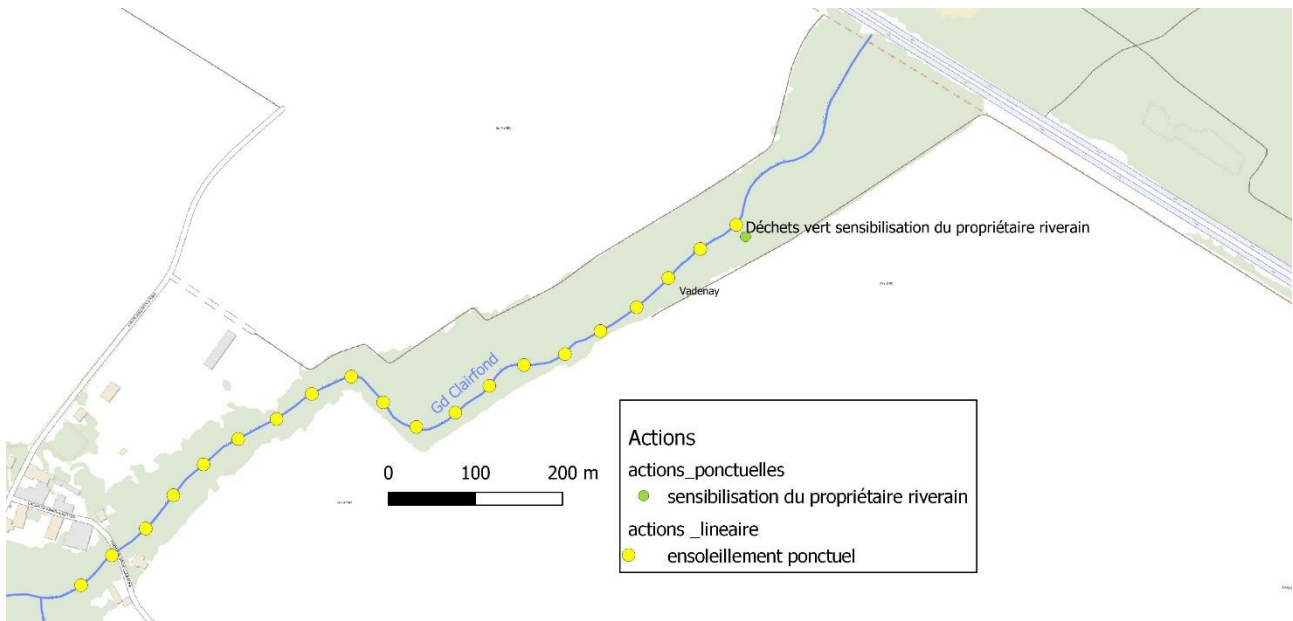 Déchets vert sensibilisation du propriétaire riverain
Vadenay
Gd Clairfond
0 100 200 m
Actions
actions_ponctuelles
sensibilisation du propriétaire riverain
actions _lineaire
ensoleillement ponctuel